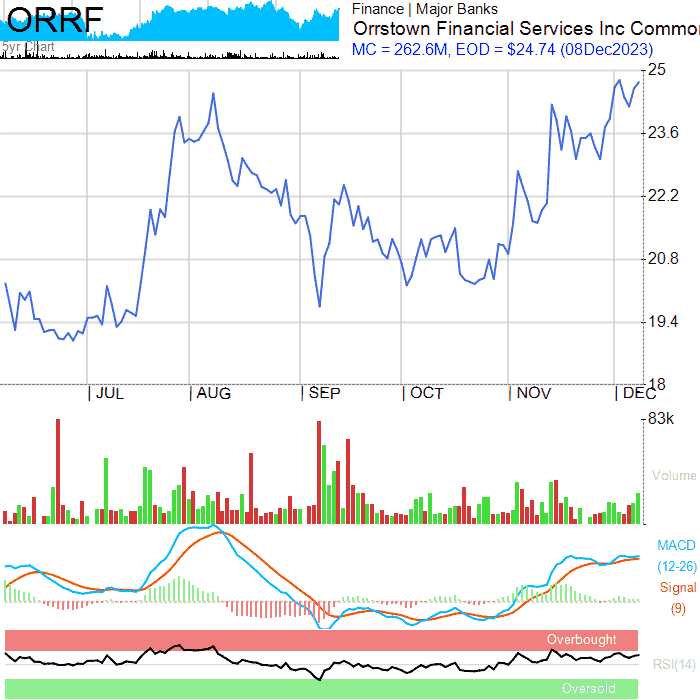 ORRF
5yr Chart
Finance | Major Banks
Orrstown Financial Services Inc Common
MC = 262.6M, EOD = $24.74 (08Dec2023)
25
23.6
22.2
20.8
19.4
18
JUL
AUG
SEP
OCT
NOV
DEC
83k
Volume
MACD
(12-26)
Signal
(9)
Overbought
RSI(14)
Oversold